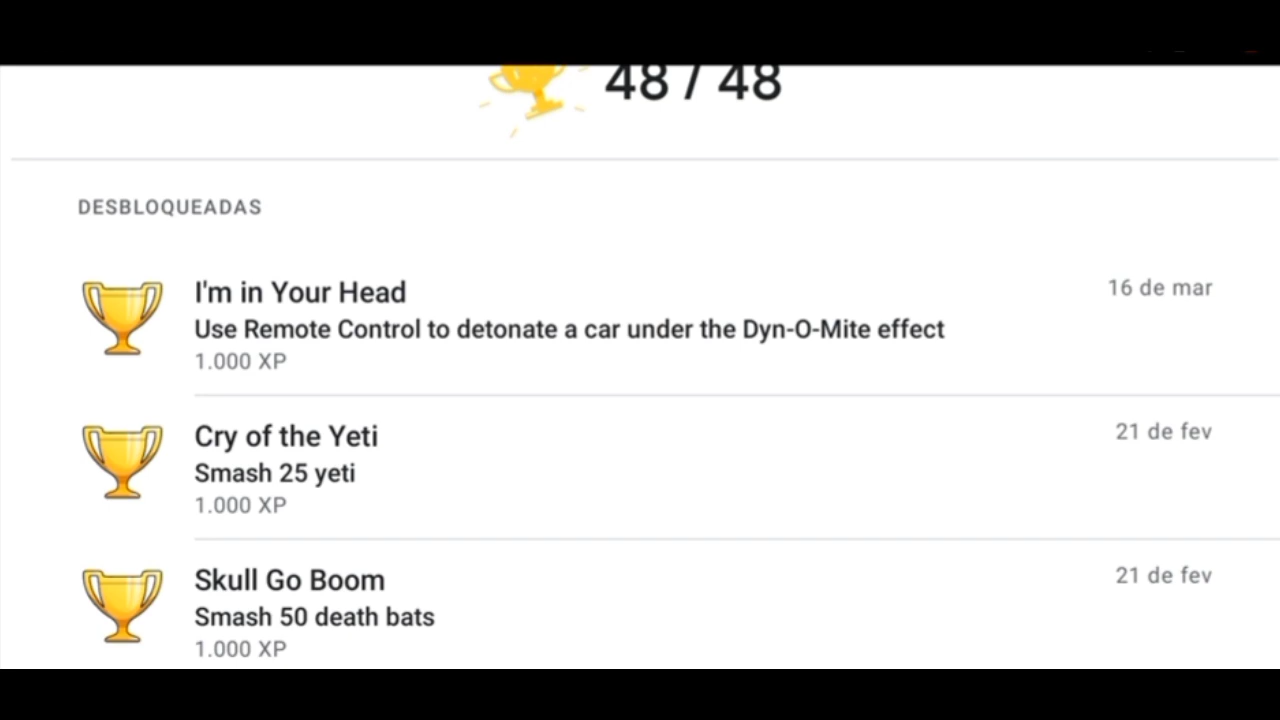 48 / 48
DESBLOQUEADAS
I'm in Your Head
16 de mar
Use Remote Control to detonate a car under the Dyn-O-Mite effect
1.000 XP
Cry of the Yeti
21 de fev
Smash 25 yeti
1.000 XP
Skull Go Boom
21 de fev
Smash 50 death bats
1.000 XP